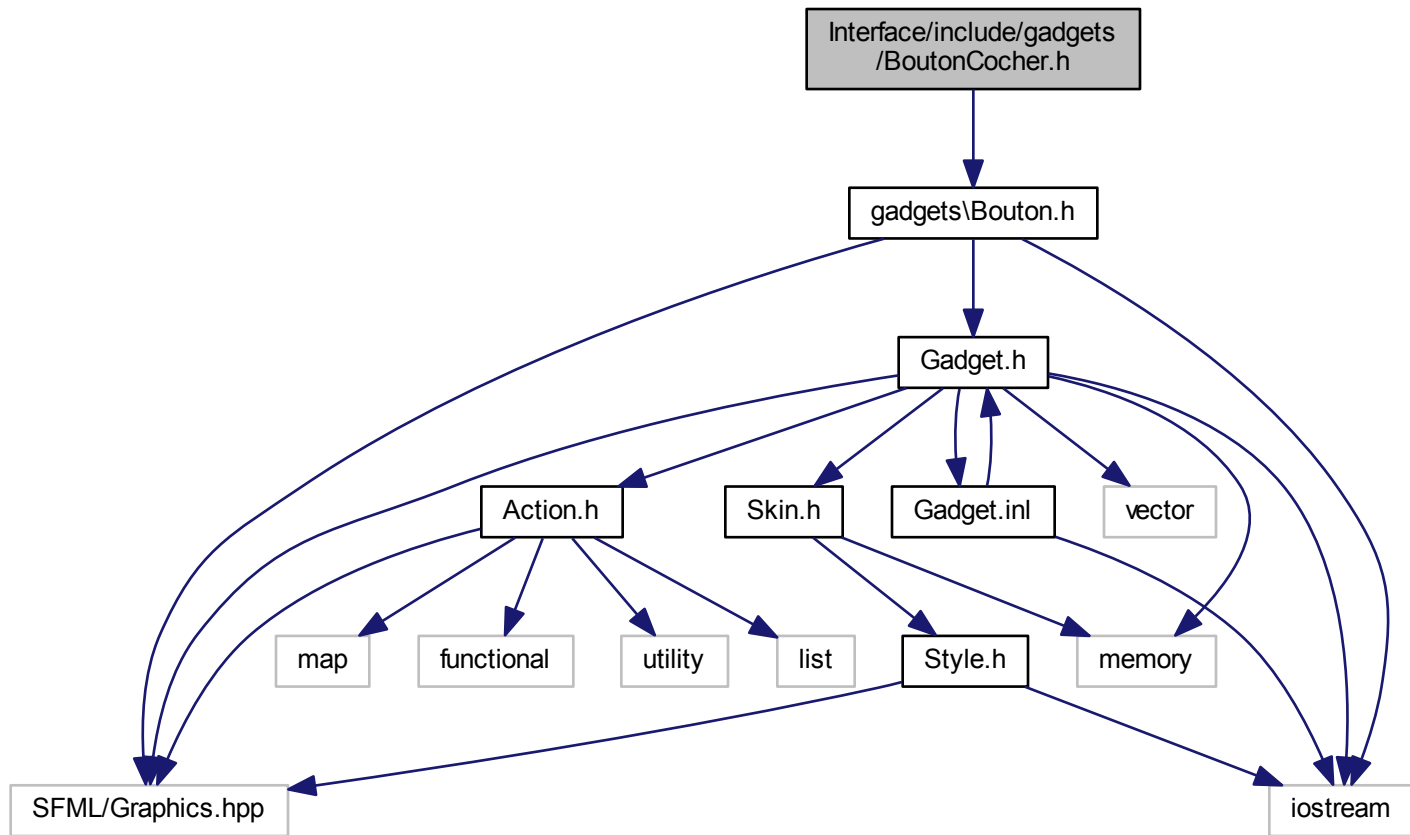 Interface/include/gadgets
/BoutonCocher.h
gadgets\Bouton.h
Gadget.h
Action.h
Skin.h
Gadget.inl
vector
map
functional
utility
list
Style.h
memory
SFML/Graphics.hpp
iostream